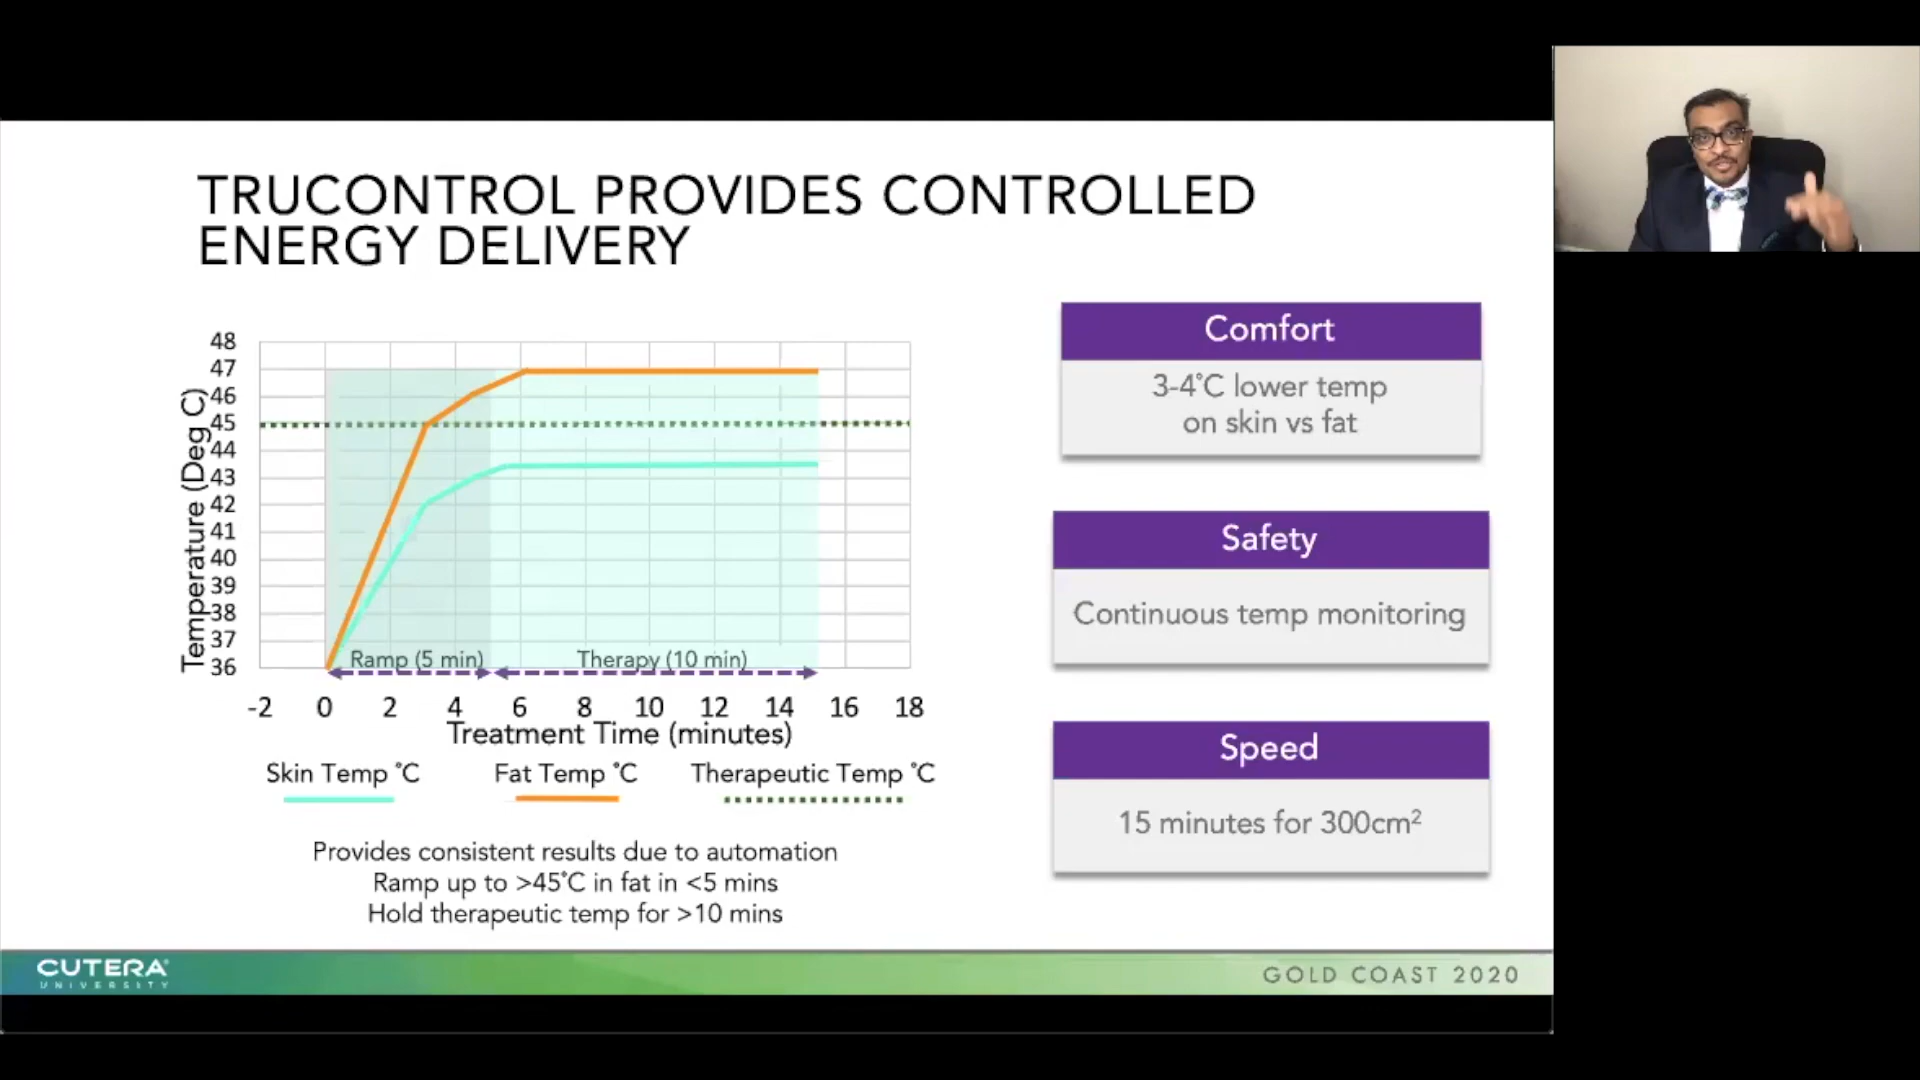 TRUCONTROL PROVIDES CONTROLLED
ENERGY DELIVERY
Temperature (Deg C)
48
47
46
45
44
43
42
41
40
39
38
37
36
Ramp (5 min)
Therapy (10 min)
-2 0 2 4 6 8 10 12 14 16 18
Treatment Time (minutes)
Skin Temp ˚C
Fat Temp ˚C
Therapeutic Temp ˚C
Provides consistent results due to automation
Ramp up to >45˚C in fat in <5 mins
Hold therapeutic temp for >10 mins
Comfort
3-4˚C lower temp
on skin vs fat
Safety
Continuous temp monitoring
Speed
15 minutes for 300cm²
CUTERA®
UNIVERSITY
GOLD COAST 2020